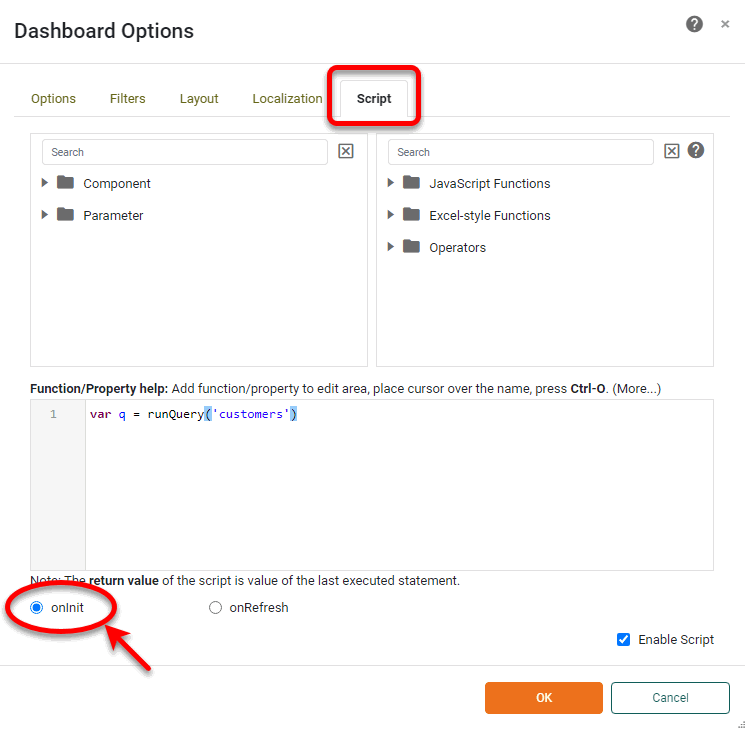 Dashboard Options
Options Filters Layout Localization Script
Search
Component
Parameter
Search
JavaScript Functions
Excel-style Functions
Operators
Function/Property help: Add function/property to edit area, place cursor over the name, press Ctrl-O. (More...)
1 var q = runQuery('customers')
Note: The return value of the script is value of the last executed statement.
onInit onRefresh
Enable Script
OK Cancel